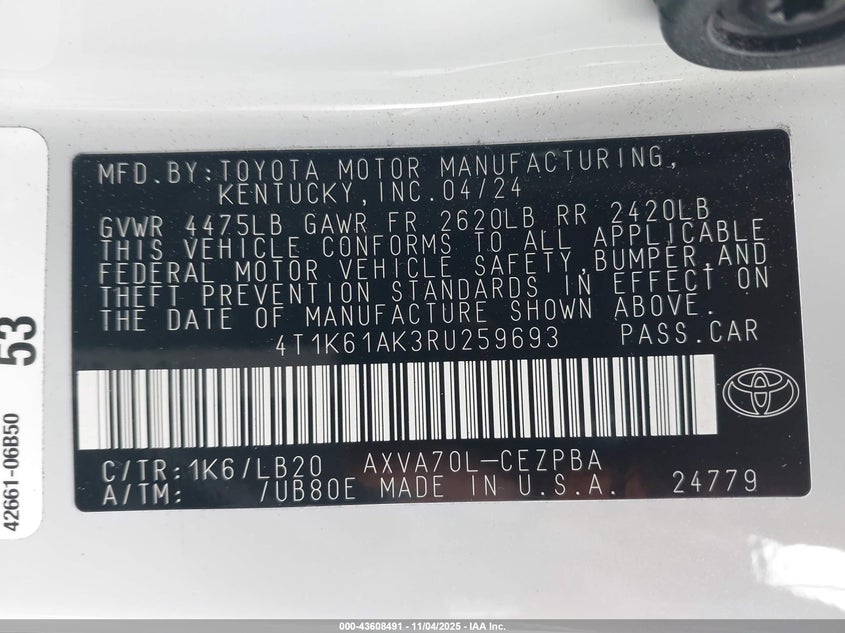 MFD.BY:TOYOTA MOTOR MANUFACTURING,
KENTUCKY,INC.04/24
GVWR 4475LB GAWR FR 2620LB RR 2420LB
THIS VEHICLE CONFORMS TO ALL APPLICABLE
FEDERAL MOTOR VEHICLE SAFETY,BUMPER,AND
THEFT PREVENTION STANDARDS IN EFFECT ON
THE DATE OF MANUFACTURE SHOWN ABOVE.
4T1K61AK3RU259693 PASS.CAR
C/TR:1K6/LB20 AXVA70L-CEZPBA
A/TM: /UB80E MADE IN U.S.A. 24779
53
42661-06B50
000-43608491 - 11/04/2025 - IAA Inc.